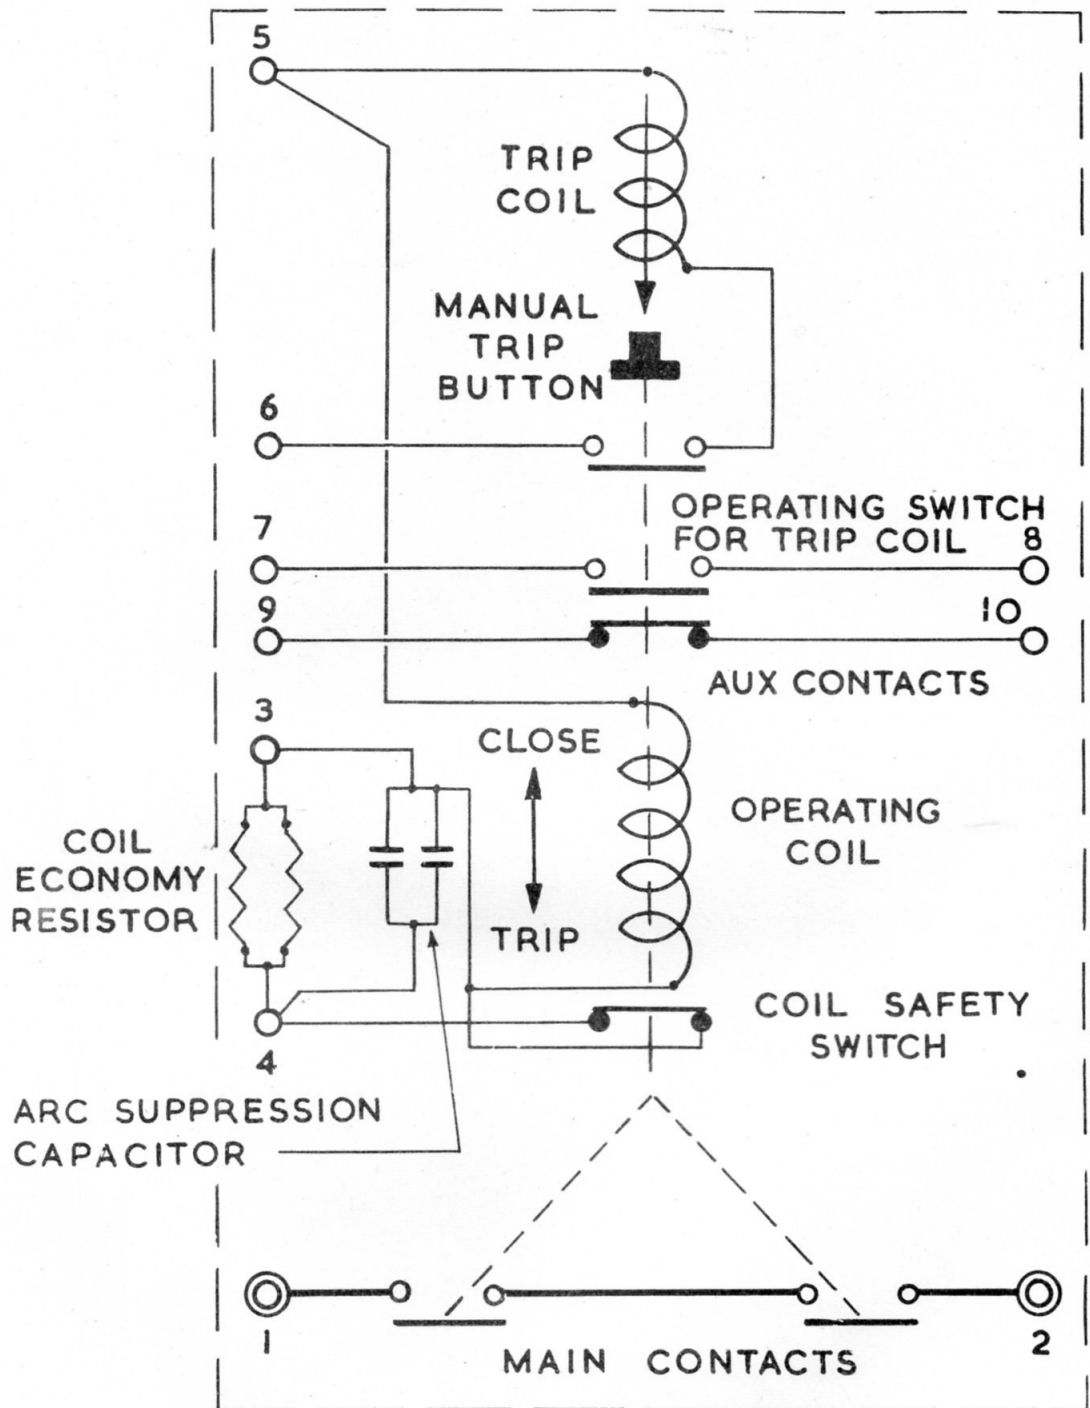 5
TRIP
COIL
MANUAL
TRIP
BUTTON
6
OPERATING SWITCH
FOR TRIP COIL
7
8
9
10
AUX CONTACTS
3
CLOSE
OPERATING
COIL
COIL
ECONOMY
RESISTOR
TRIP
COIL SAFETY
SWITCH
4
ARC SUPPRESSION
CAPACITOR
1
2
MAIN CONTACTS